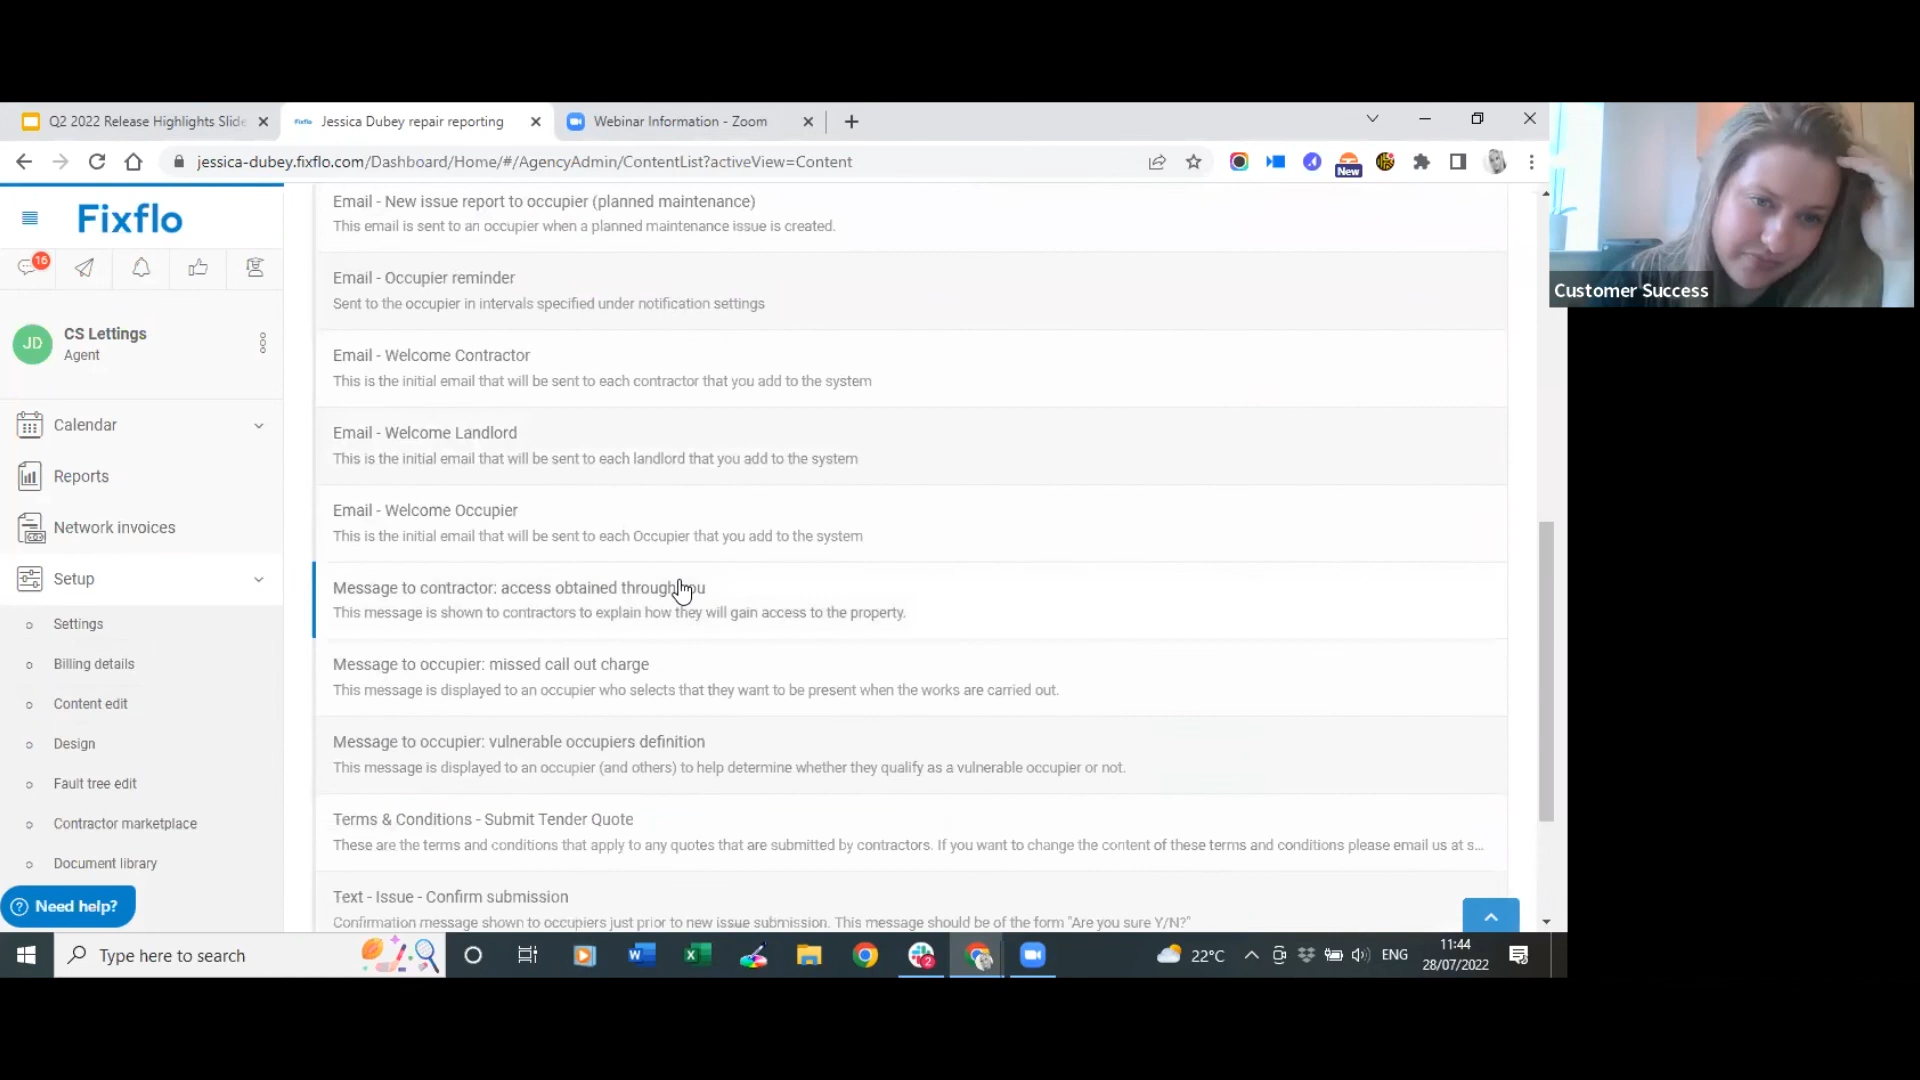 Q2 2022 Release Highlights Slide
Jessica Dubey repair reporting
Webinar Information - Zoom
jessica-dubey.fixflo.com/Dashboard/Home/#/AgencyAdmin/ContentList?activeView=Content
New
Fixflo
16
JD
CS Lettings
Agent
Calendar
Reports
Network invoices
Setup
Settings
Billing details
Content edit
Design
Fault tree edit
Contractor marketplace
Document library
Need help?
Email - New issue report to occupier (planned maintenance)
This email is sent to an occupier when a planned maintenance issue is created.
Email - Occupier reminder
Sent to the occupier in intervals specified under notification settings
Email - Welcome Contractor
This is the initial email that will be sent to each contractor that you add to the system
Email - Welcome Landlord
This is the initial email that will be sent to each landlord that you add to the system
Email - Welcome Occupier
This is the initial email that will be sent to each Occupier that you add to the system
Message to contractor: access obtained through
This message is shown to contractors to explain how they will gain access to the property.
Message to occupier: missed call out charge
This message is displayed to an occupier who selects that they want to be present when the works are carried out.
Message to occupier: vulnerable occupiers definition
This message is displayed to an occupier (and others) to help determine whether they qualify as a vulnerable occupier or not.
Terms & Conditions - Submit Tender Quote
These are the terms and conditions that apply to any quotes that are submitted by contractors. If you want to change the content of these terms and conditions please email us at s...
Text - Issue - Confirm submission
Confirmation message shown to occupiers just prior to new issue submission. This message should be of the form "Are you sure Y/N?"
Customer Success
Type here to search
2
22°C
ENG
11:44
28/07/2022